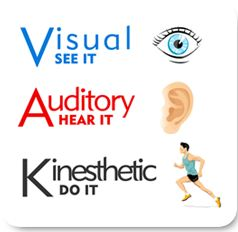 Visual
SEE IT
Auditory
HEAR IT
Kinesthetic
DO IT